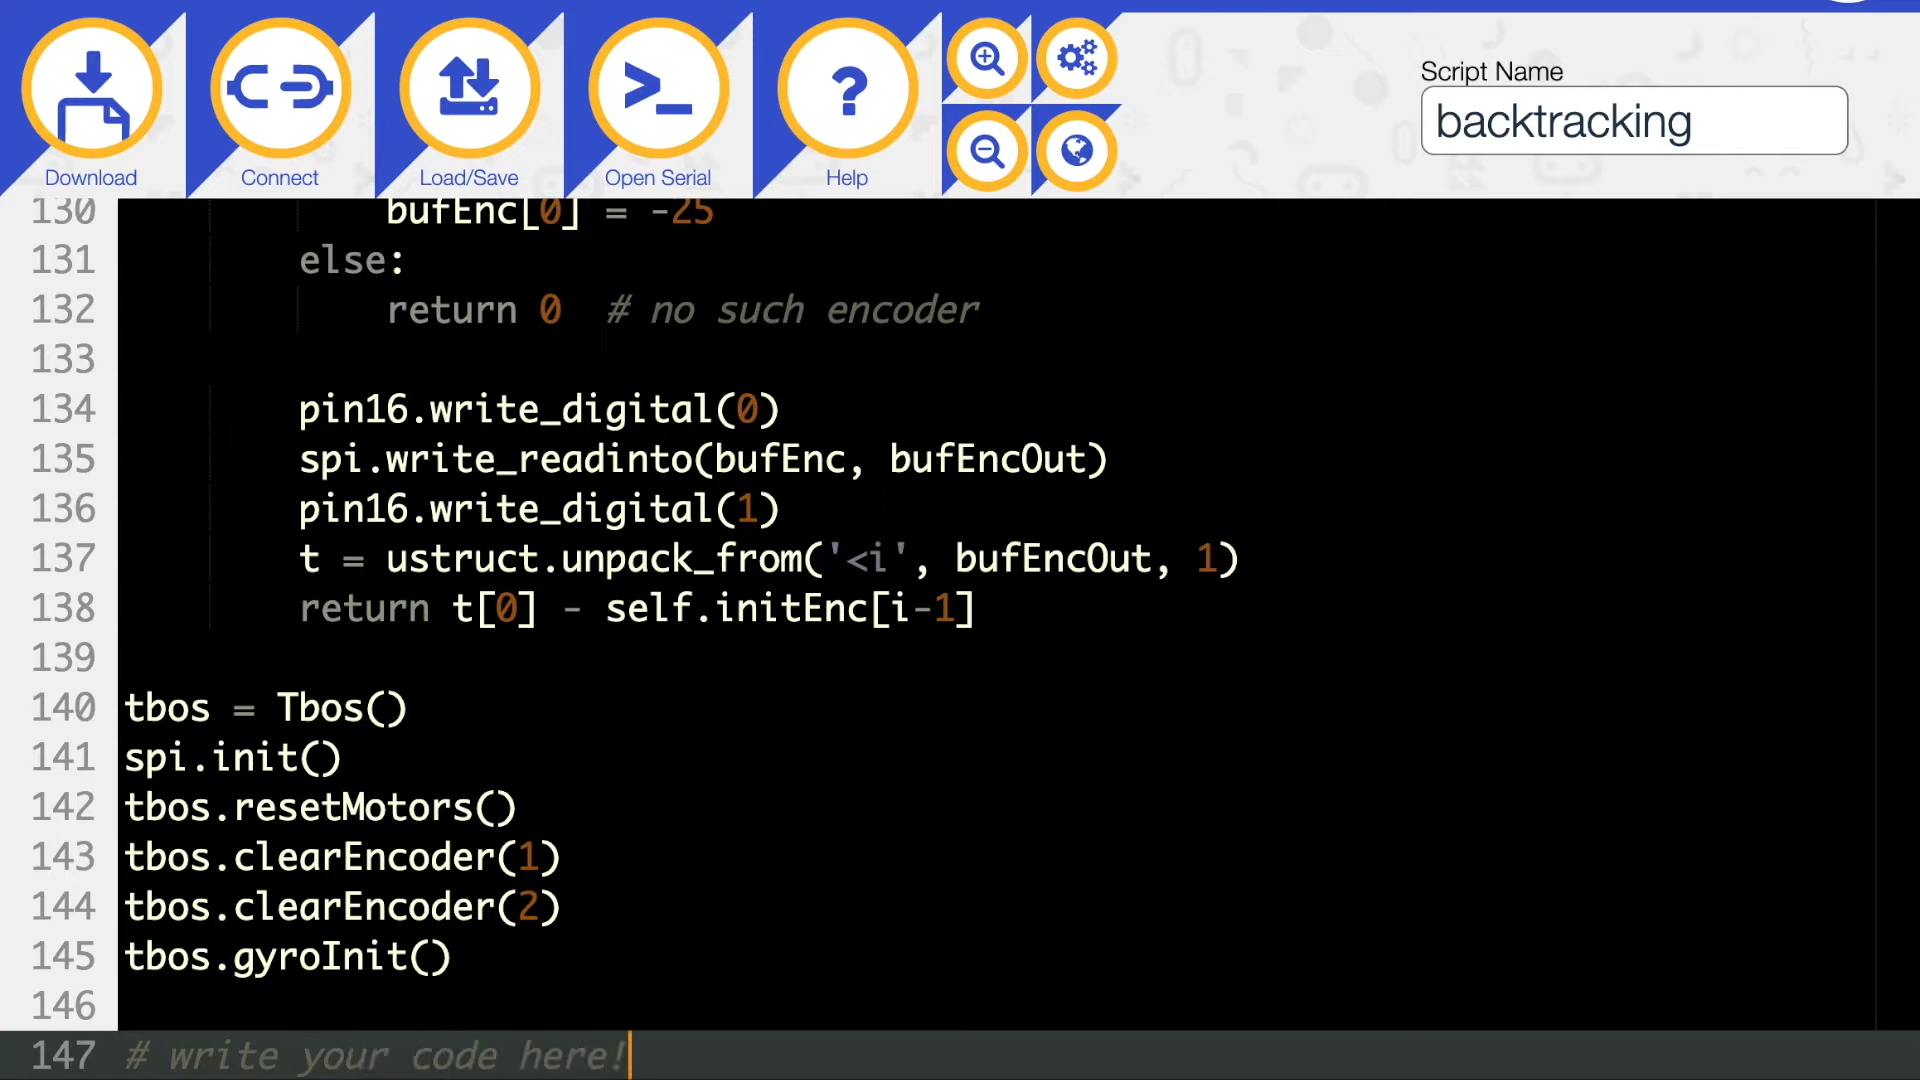 Download
Connect
Load/Save
>_
Open Serial
?
Help
Script Name
backtracking
130 bufEnc[0] = -25
131 else:
132 return 0 # no such encoder
133
134 pin16.write_digital(0)
135 spi.write_readinto(bufEnc, bufEncOut)
136 pin16.write_digital(1)
137 t = ustruct.unpack_from('<i', bufEncOut, 1)
138 return t[0] - self.initEnc[i-1]
139
140 tbos = Tbos()
141 spi.init()
142 tbos.resetMotors()
143 tbos.clearEncoder(1)
144 tbos.clearEncoder(2)
145 tbos.gyroInit()
146
147 # write your code here!